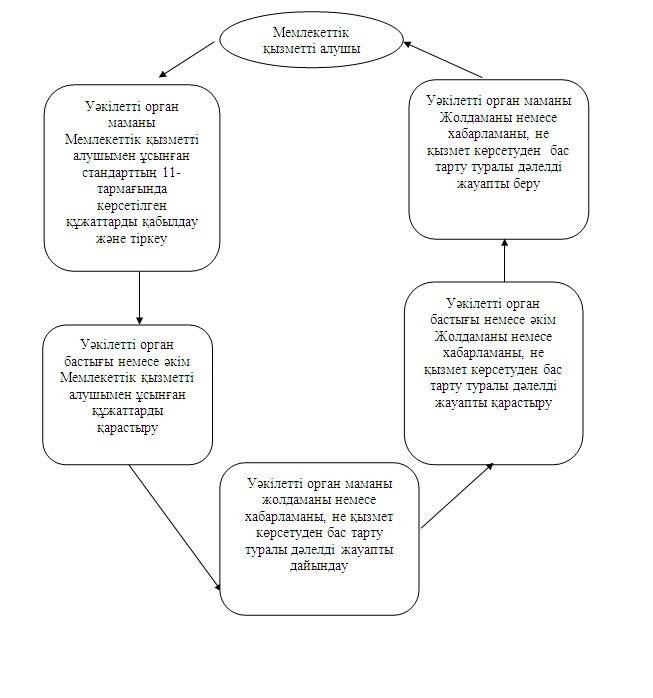 Мемлекеттік
қызметті алушы
Уәкілетті орган
маманы
Мемлекеттік қызметті
алушымен ұсынған
стандарттың 11-
тармағында
көрсетілген
құжаттарды қабылдау
және тіркеу
Уәкілетті орган
бастығы немесе әкім
Мемлекеттік қызметті
алушымен ұсынған
құжаттарды
қарастыру
Уәкілетті орган маманы
жолдаманы немесе
хабарламаны, не қызмет
көрсетуден бас тарту
туралы дәлелді жауапты
дайындау
Уәкілетті орган
бастығы немесе әкім
Жолдаманы немесе
хабарламаны, не
қызмет көрсетуден бас
тарту туралы дәлелді
жауапты қарастыру
Уәкілетті орган маманы
Жолдаманы немесе
хабарламаны, не
қызмет көрсетуден бас
тарту туралы дәлелді
жауапты беру